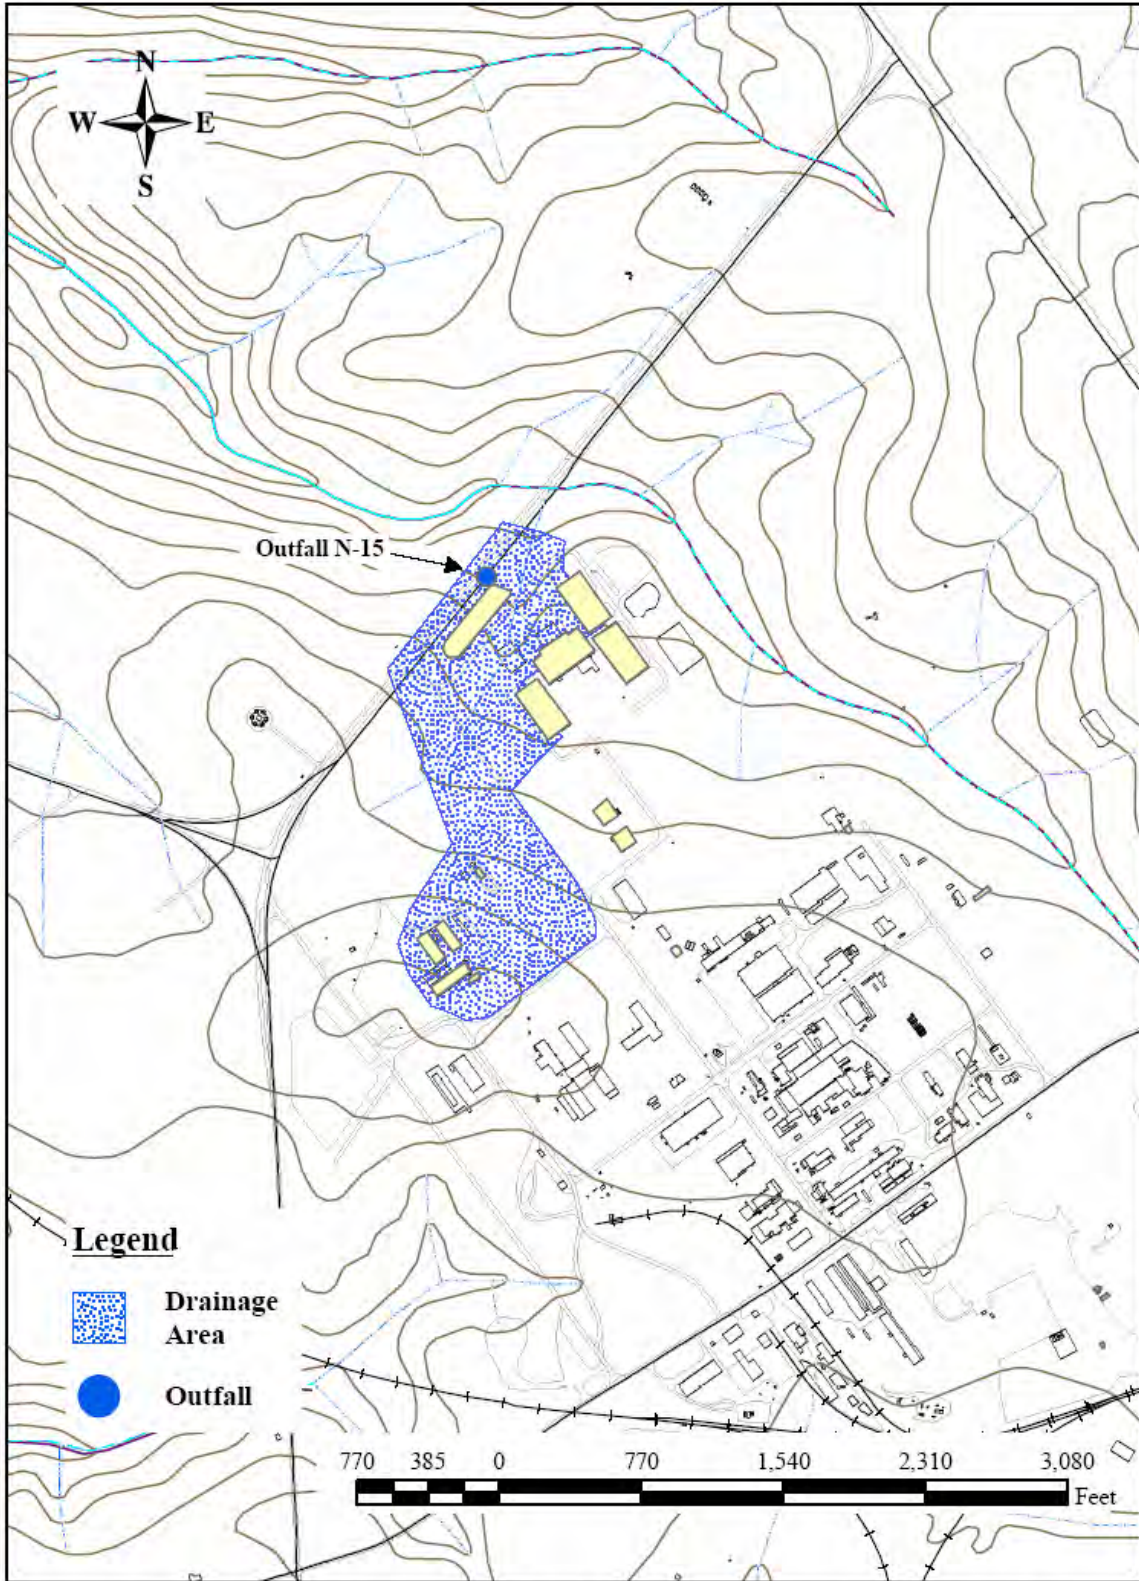 N
W E
S
Outfall N-15
Legend
Drainage
Area
Outfall
770 385 0 770 1,540 2,310 3,080
Feet